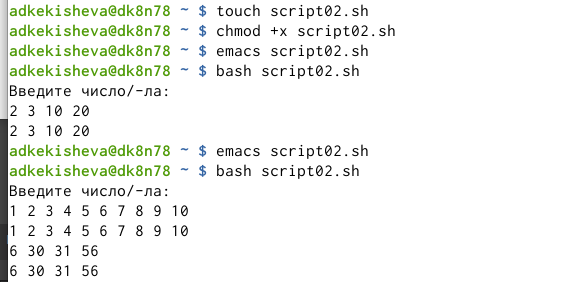 adkekisheva@dk8n78 ~ $ touch script02.sh
adkekisheva@dk8n78 ~ $ chmod +x script02.sh
adkekisheva@dk8n78 ~ $ emacs script02.sh
adkekisheva@dk8n78 ~ $ bash script02.sh
Введите число/-ла:
2 3 10 20
2 3 10 20
adkekisheva@dk8n78 ~ $ emacs script02.sh
adkekisheva@dk8n78 ~ $ bash script02.sh
Введите число/-ла:
1 2 3 4 5 6 7 8 9 10
1 2 3 4 5 6 7 8 9 10
6 30 31 56
6 30 31 56